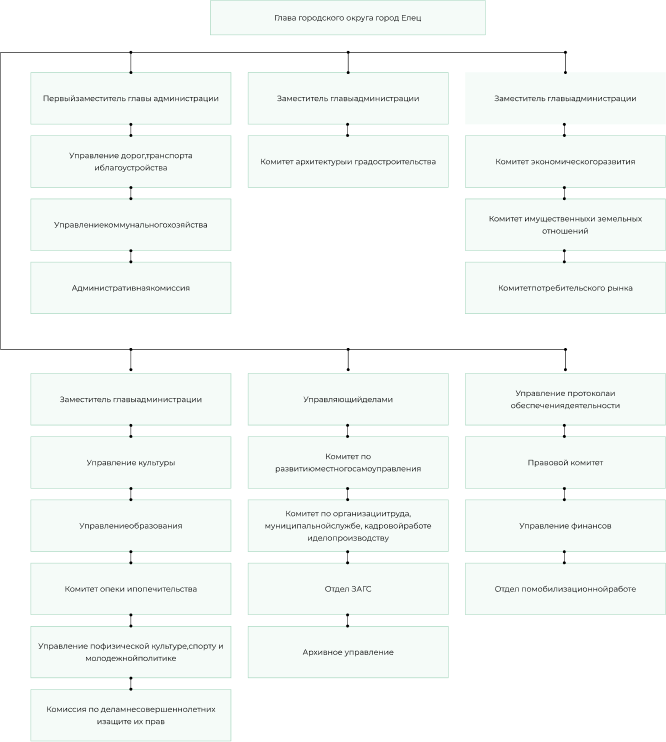 Глава городского округа город Елец
Первыйзаместитель главы администрации
Заместитель главыадминистрации
Заместитель главыадминистрации
Управление дорог,транспорта
иблагоустройства
Комитет архитектурыи градостроительства
Комитет экономическогоразвития
Управлениекоммунальногохозяйства
Комитет имущественныхи земельных
отношений
Административнаякомиссия
Комитетпотребительского рынка
Заместитель главыадминистрации
Управляющийделами
Управление протоколаи
обеспечениядеятельности
Управление культуры
Комитет по
развитиюместногосамоуправления
Правовой комитет
Управлениеобразования
Комитет по организациитруда,
муниципальнойслужбе, кадровойработе
иделопроизводству
Управление финансов
Комитет опеки ипопечительства
Отдел ЗАГС
Отдел помобилизационнойработе
Управление пофизической культуре,спорту и
молодежнойполитике
Архивное управление
Комиссия по деламнесовершеннолетних
изащите их прав